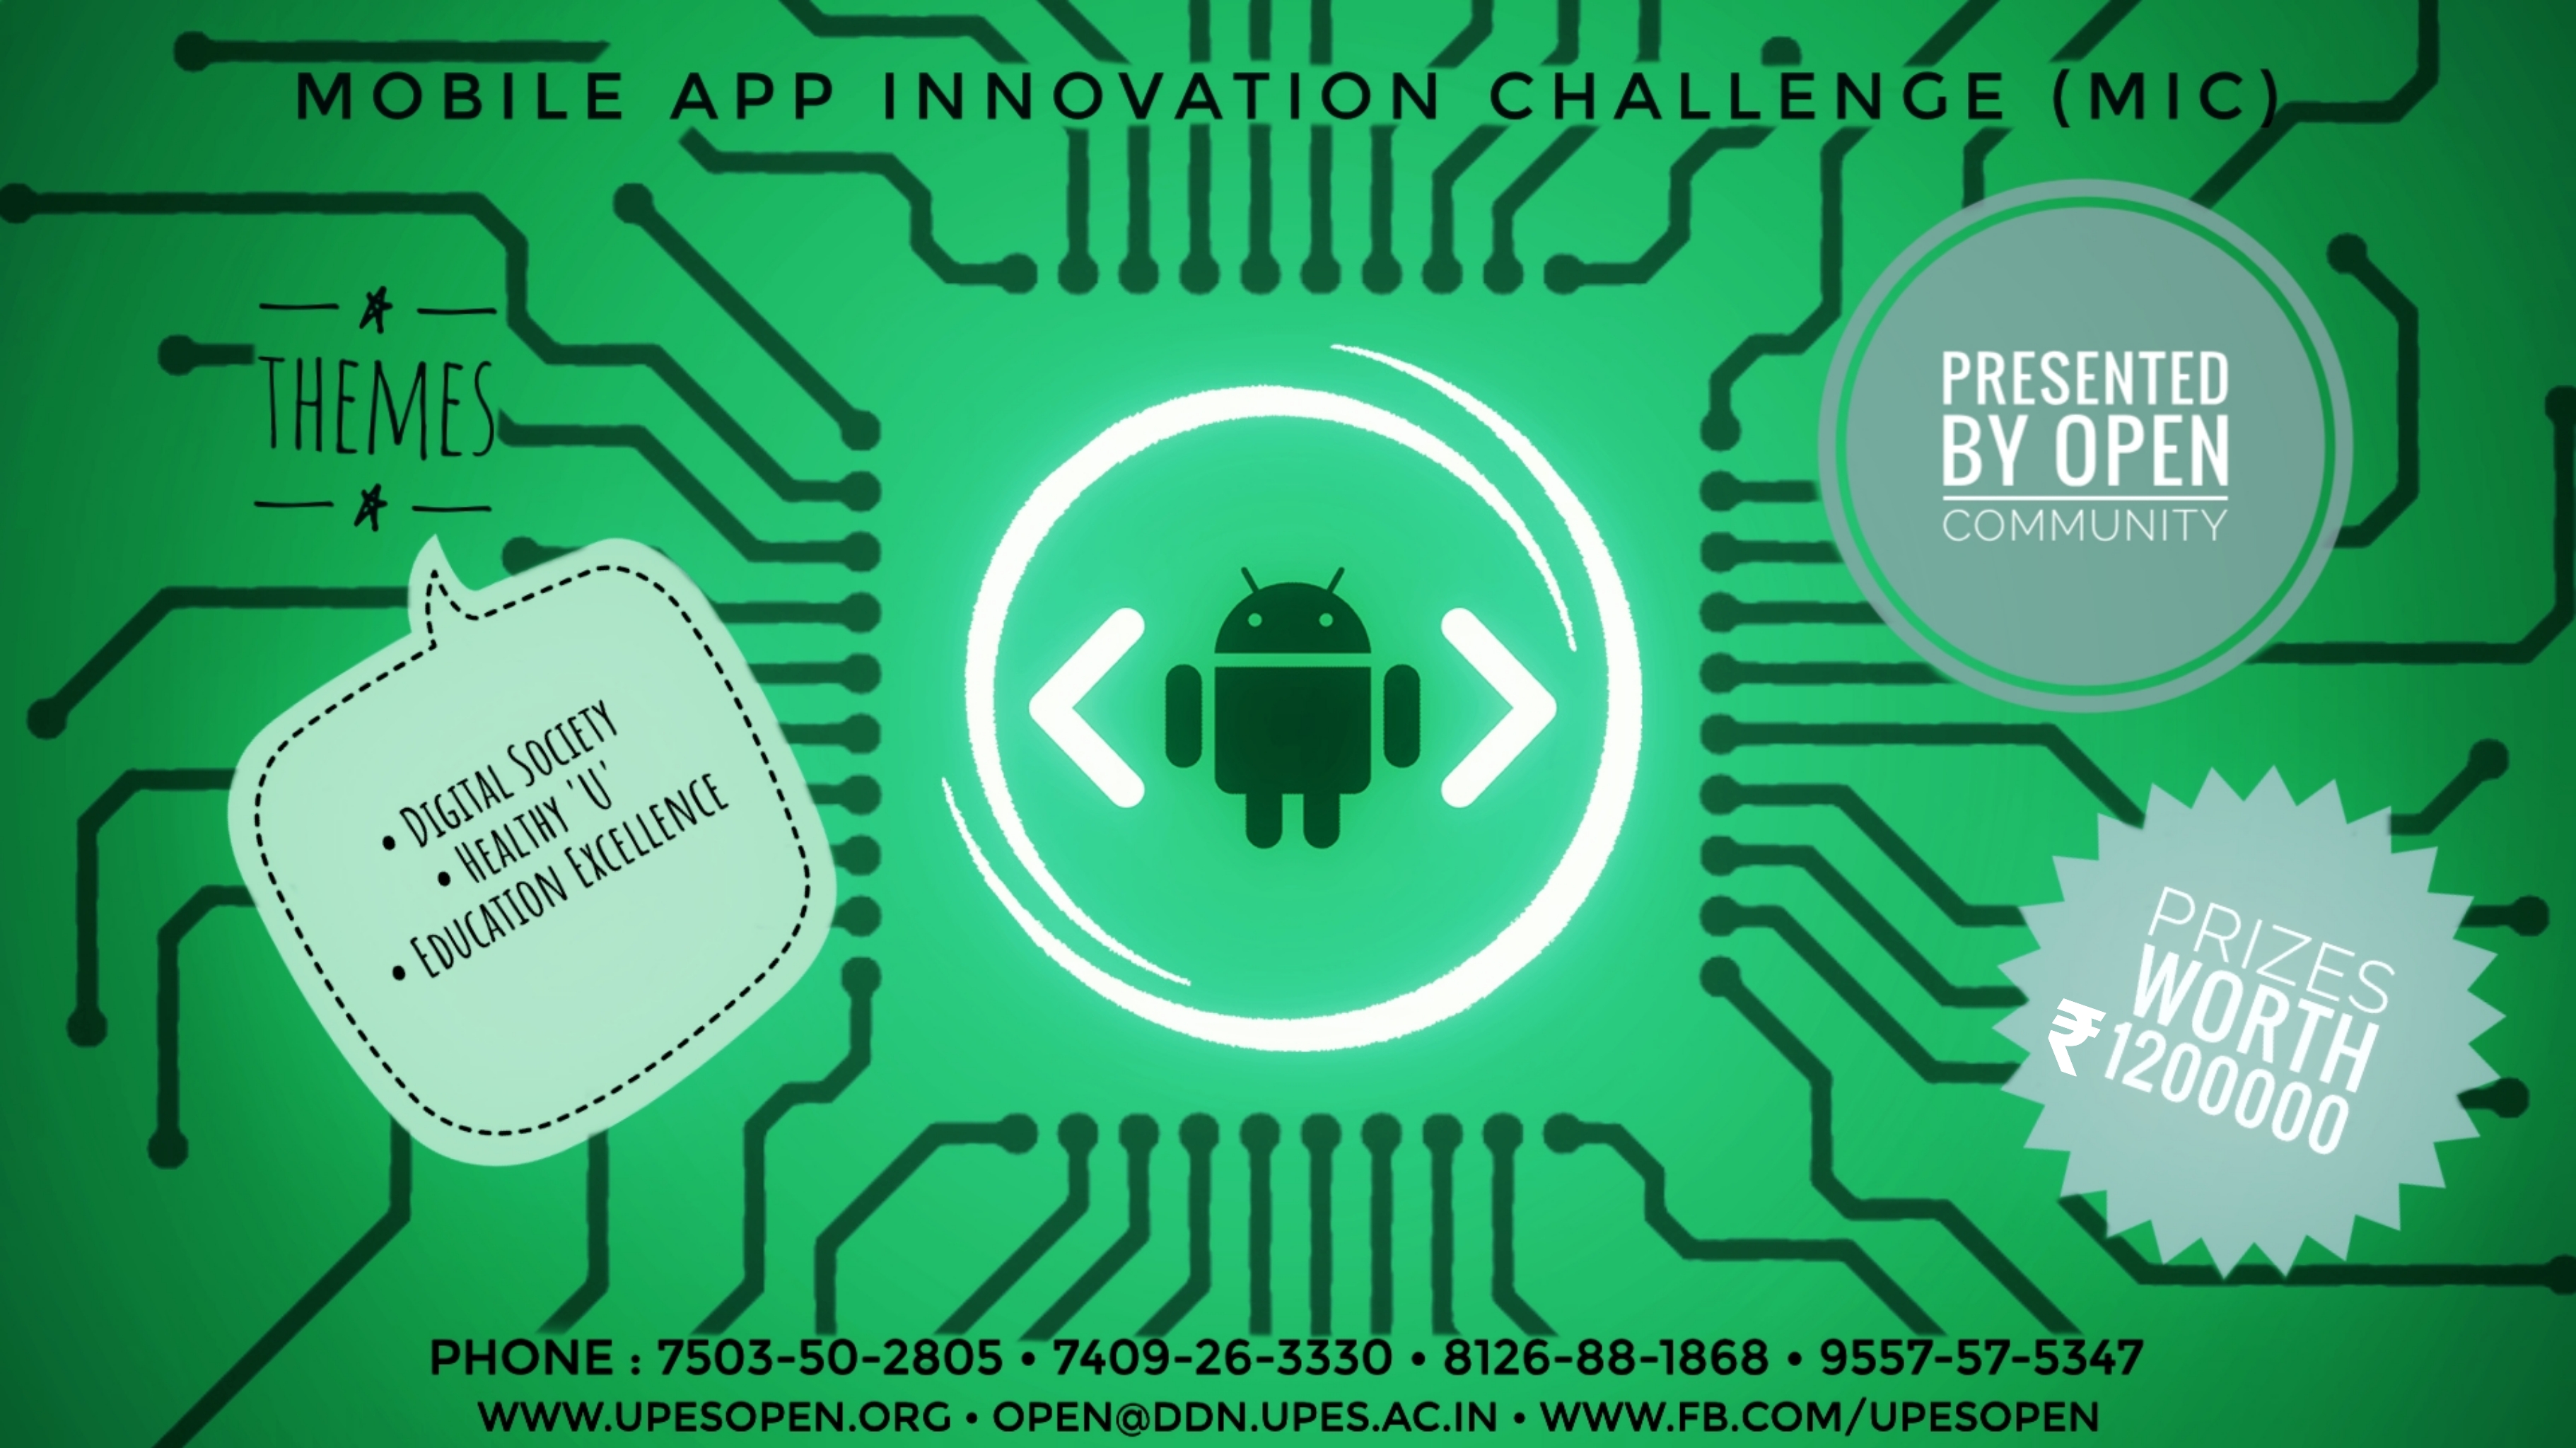 MOBILE APP INNOVATION CHALLENGE (MIC)
THEMES
• DIGITAL SOCIETY
• HEALTHY 'U'
• EDUCATION EXCELLENCE
PRESENTED
BY OPEN
COMMUNITY
PRIZES
WORTH
₹1200000
PHONE : 7503-50-2805 • 7409-26-3330 • 8126-88-1868 • 9557-57-5347
WWW.UPESOPEN.ORG • OPEN@DDN.UPES.AC.IN • WWW.FB.COM/UPESOPEN